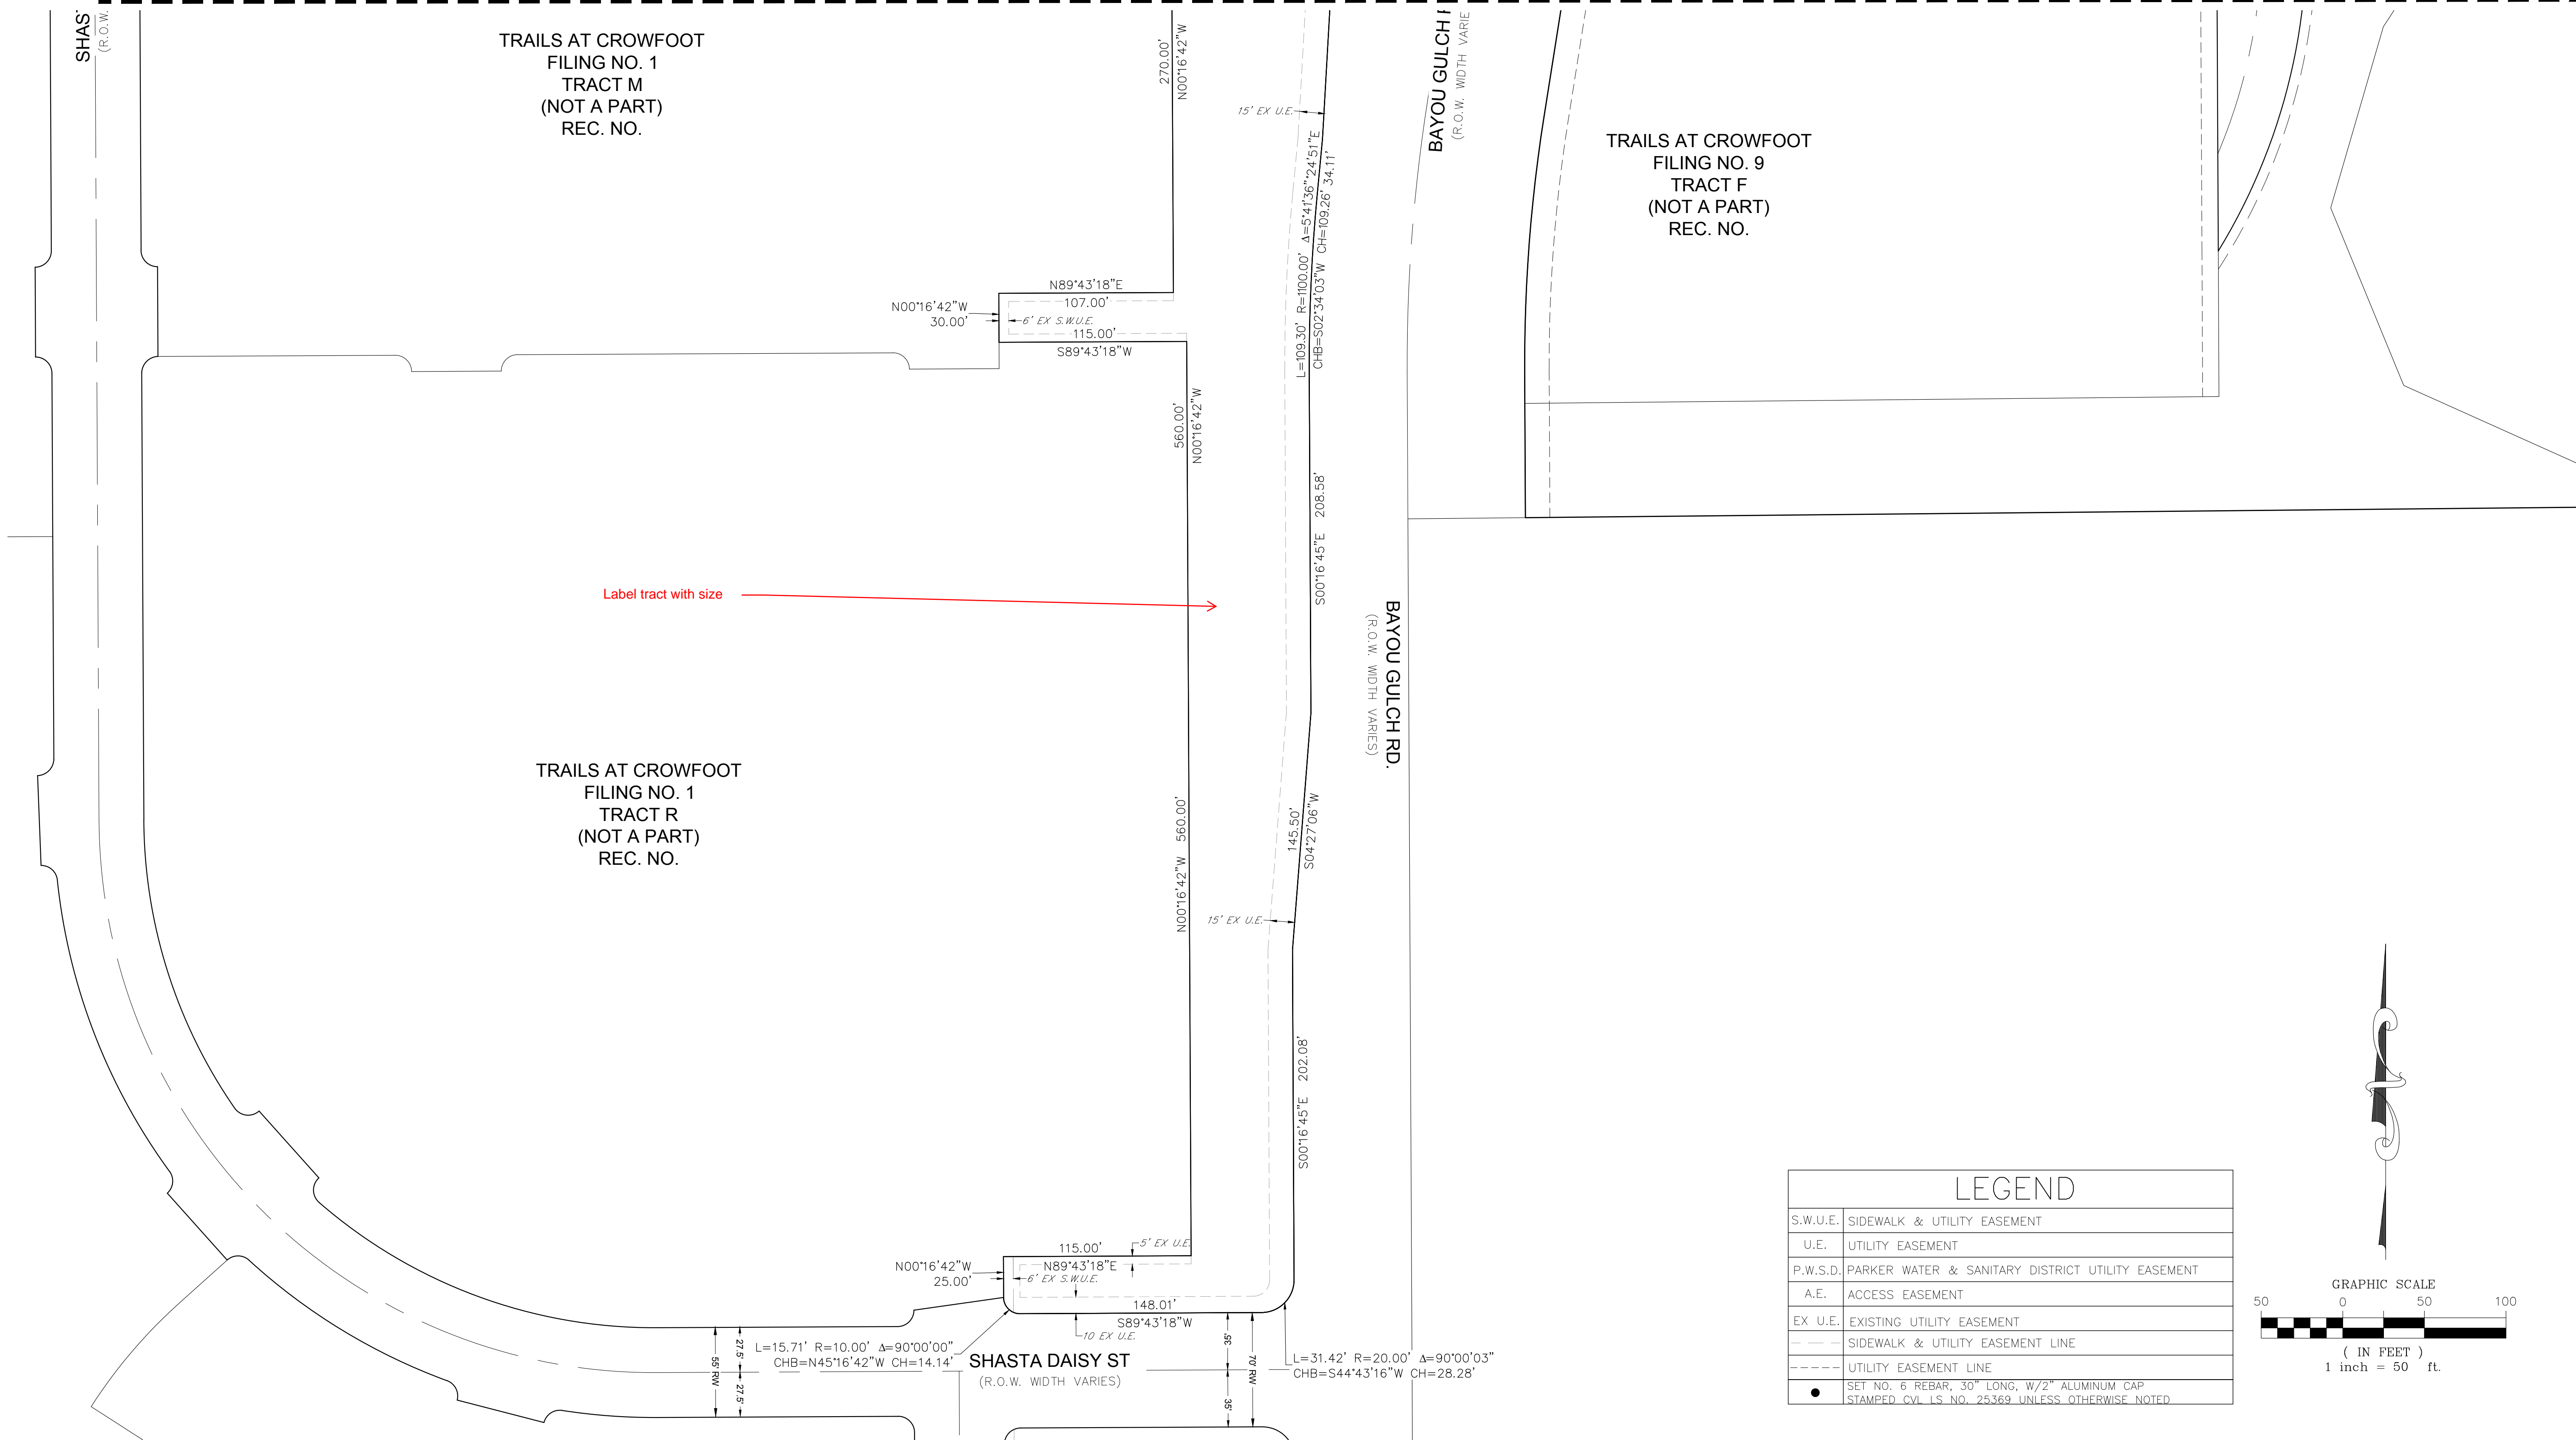 SHAS
(R.O.W.
TRAILS AT CROWFOOT
FILING NO. 1
TRACT M
(NOT A PART)
REC. NO.
270.00'
N00°16'42"W
15' EX U.E.
BAYOU GULCH
(R.O.W. WIDTH VARIE
TRAILS AT CROWFOOT
FILING NO. 9
TRACT F
(NOT A PART)
REC. NO.
24'51"E
34.11'
L=109.30' R=1100.00' Δ=5°41'36"
CHB=S02°34'03"W CH=109.26'
N89°43'18"E
107.00'
N00°16'42"W
30.00'
6' EX S.W.U.E.
115.00'
S89°43'18"W
560.00'
N00°16'42"W
S00°16'45"E 208.58'
Label tract with size
BAYOU GULCH RD.
(R.O.W. WIDTH VARIES)
TRAILS AT CROWFOOT
FILING NO. 1
TRACT R
(NOT A PART)
REC. NO.
N00°16'42"W 560.00'
145.50'
S04°27'06"W
15' EX U.E.
S00°16'45"E 202.08'
115.00'
5' EX U.E.
N00°16'42"W
25.00'
N89°43'18"E
6' EX S.W.U.E.
148.01'
S89°43'18"W
10 EX U.E.
L=15.71' R=10.00' Δ=90°00'00"
CHB=N45°16'42"W CH=14.14'
SHASTA DAISY ST
(R.O.W. WIDTH VARIES)
L=31.42' R=20.00' Δ=90°00'03"
CHB=S44°43'16"W CH=28.28'
55' RW
27.5'
27.5'
35'
70' RW
35'
LEGEND
S.W.U.E. SIDEWALK & UTILITY EASEMENT
U.E. UTILITY EASEMENT
P.W.S.D. PARKER WATER & SANITARY DISTRICT UTILITY EASEMENT
A.E. ACCESS EASEMENT
EX U.E. EXISTING UTILITY EASEMENT
SIDEWALK & UTILITY EASEMENT LINE
UTILITY EASEMENT LINE
SET NO. 6 REBAR, 30" LONG, W/2" ALUMINUM CAP
STAMPED CVL LS NO. 25369 UNLESS OTHERWISE NOTED
GRAPHIC SCALE
50 0 50 100
( IN FEET )
1 inch = 50 ft.